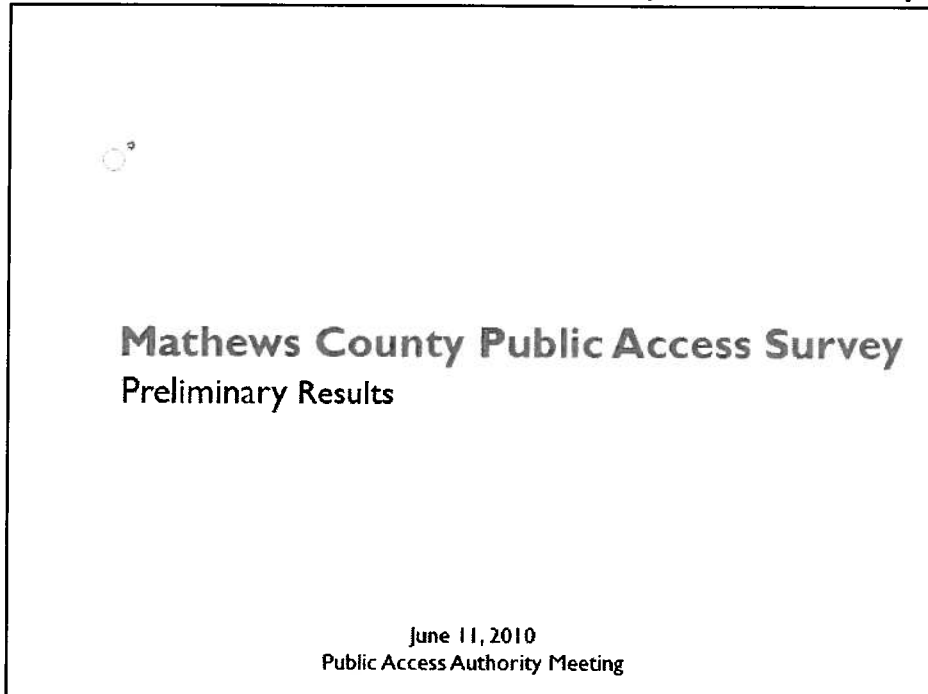 Mathews County Public Access Survey
Preliminary Results
June 11, 2010
Public Access Authority Meeting